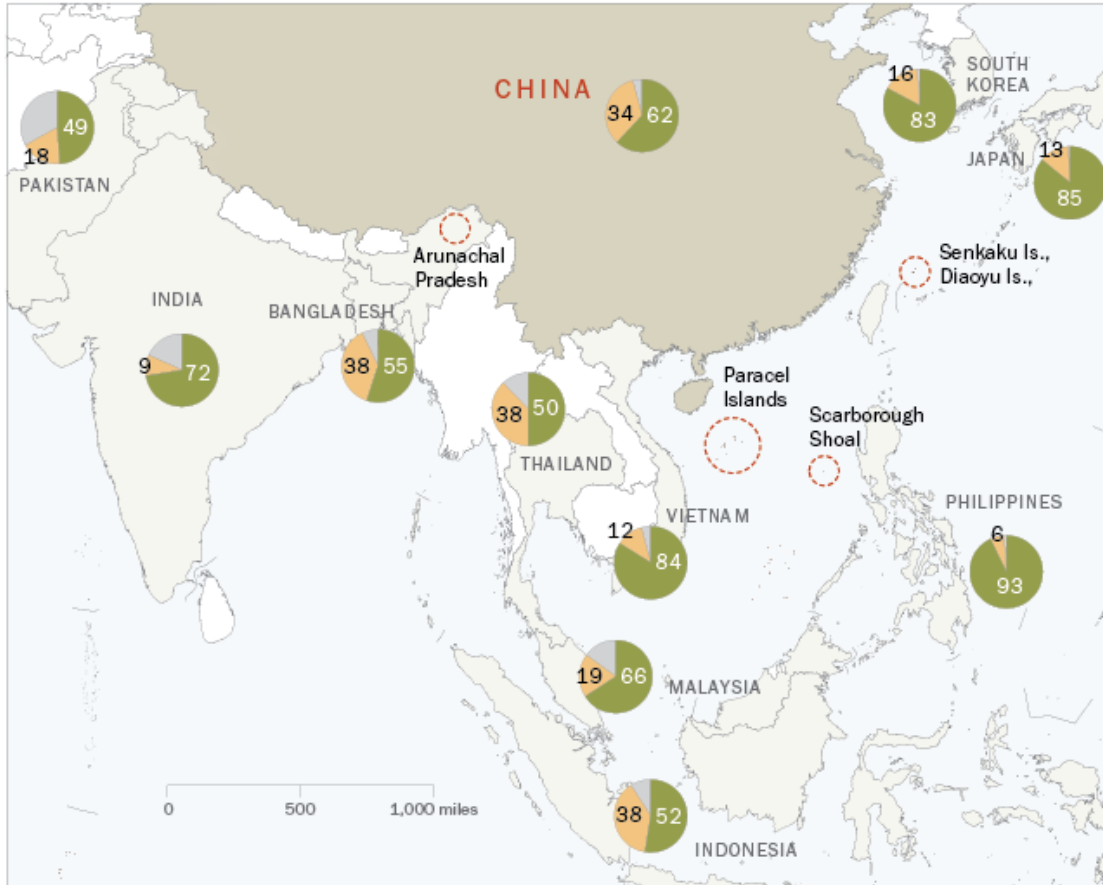 CHINA
34
62
16
83
SOUTH
KOREA
49
18
PAKISTAN
JAPAN
13
85
Arunachal
Pradesh
Senkaku Is.,
Diaoyu Is.,
INDIA
9
72
BANGLADESH
38
55
38
50
THAILAND
Paracel
Islands
Scarborough
Shoal
VIETNAM
12
84
PHILIPPINES
6
93
19
66
MALAYSIA
0
500
1,000 miles
38
52
INDONESIA